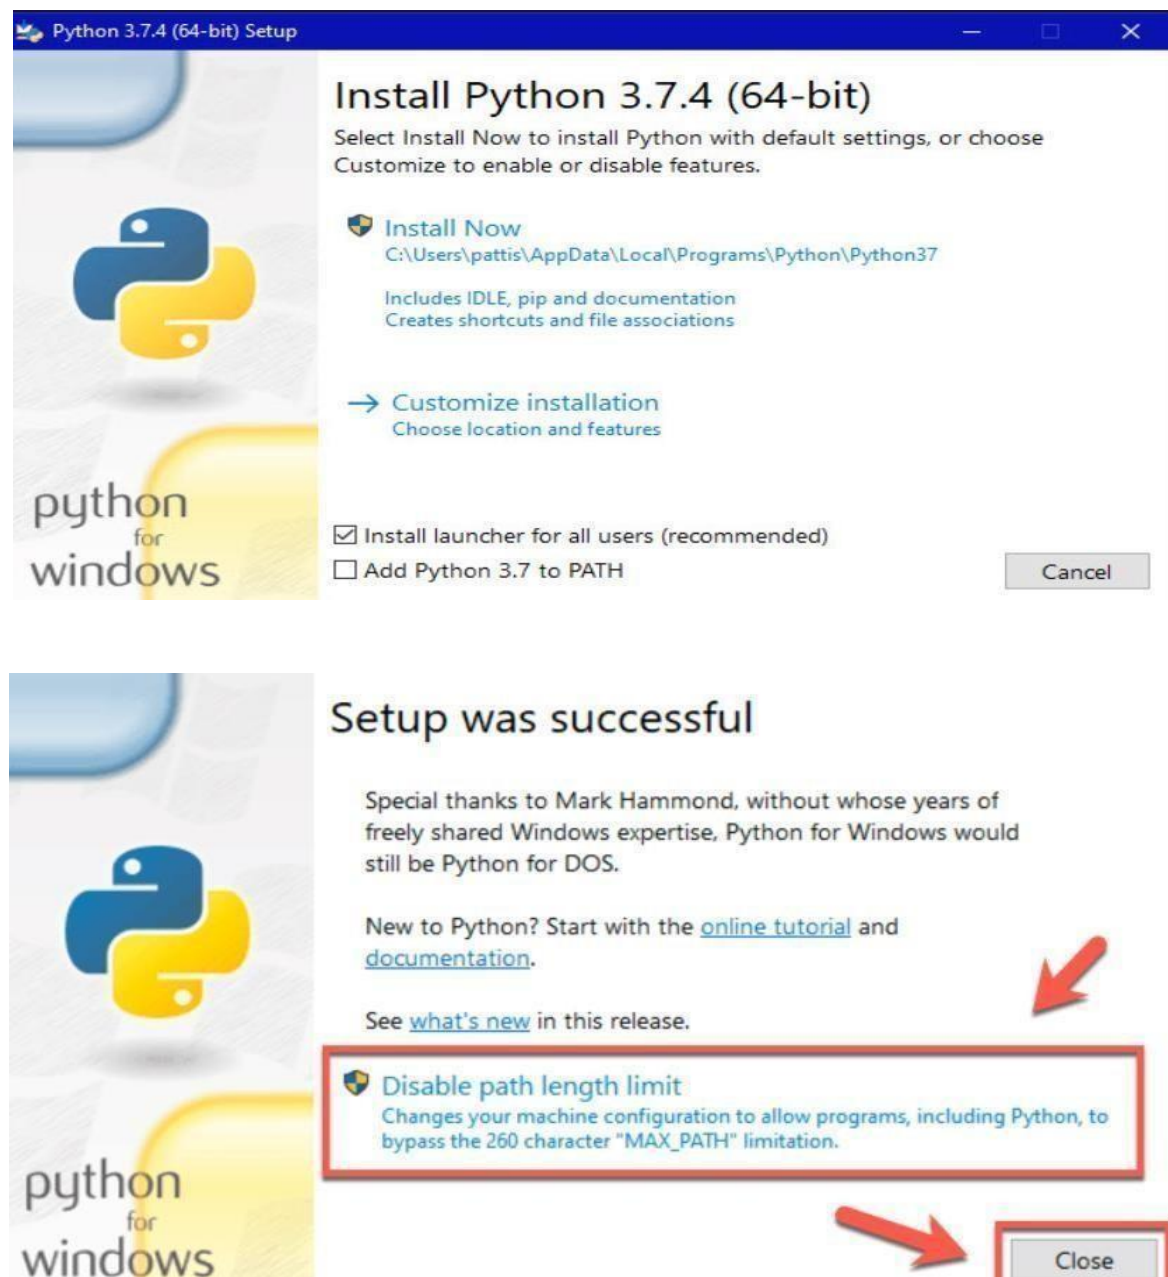 Python 3.7.4 (64-bit) Setup
Install Python 3.7.4 (64-bit)
Select Install Now to install Python with default settings, or choose
Customize to enable or disable features.
Install Now
C:\Users\pattis\AppData\Local\Programs\Python\Python37
Includes IDLE, pip and documentation
Creates shortcuts and file associations
Customize installation
Choose location and features
python
for
windows
Install launcher for all users (recommended)
Add Python 3.7 to PATH
Cancel
Setup was successful
Special thanks to Mark Hammond, without whose years of
freely shared Windows expertise, Python for Windows would
still be Python for DOS.
New to Python? Start with the online tutorial and
documentation.
See what's new in this release.
Disable path length limit
Changes your machine configuration to allow programs, including Python, to
bypass the 260 character "MAX_PATH" limitation.
python
for
windows
Close